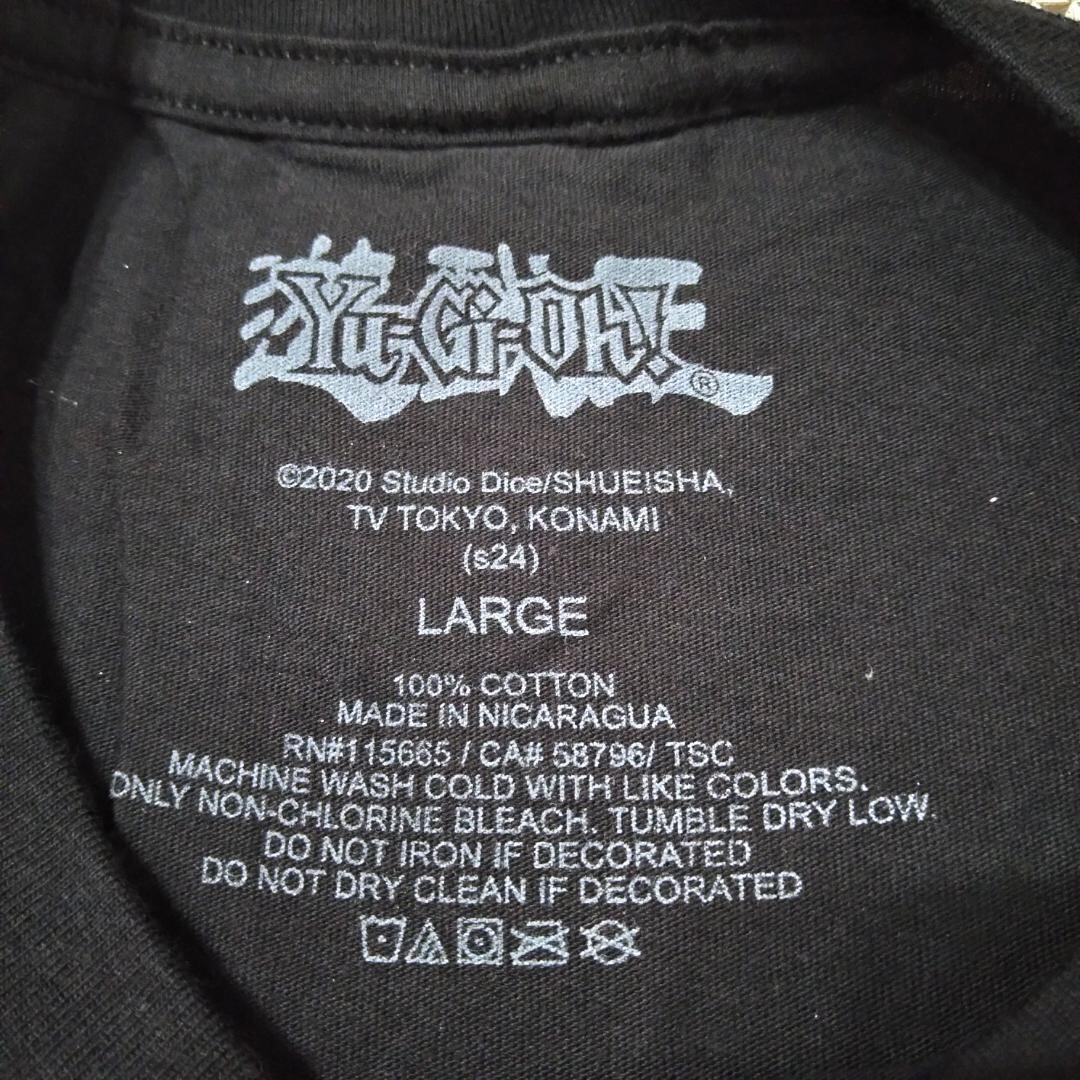 Yu-Gi-Oh! ®
©2020 Studio Dice/SHUEISHA,
TV TOKYO, KONAMI
(s24)
LARGE
100% COTTON
MADE IN NICARAGUA
RN#115665 / CA# 58796/ TSC
MACHINE WASH COLD WITH LIKE COLORS.
ONLY NON-CHLORINE BLEACH. TUMBLE DRY LOW.
DO NOT IRON IF DECORATED
DO NOT DRY CLEAN IF DECORATED